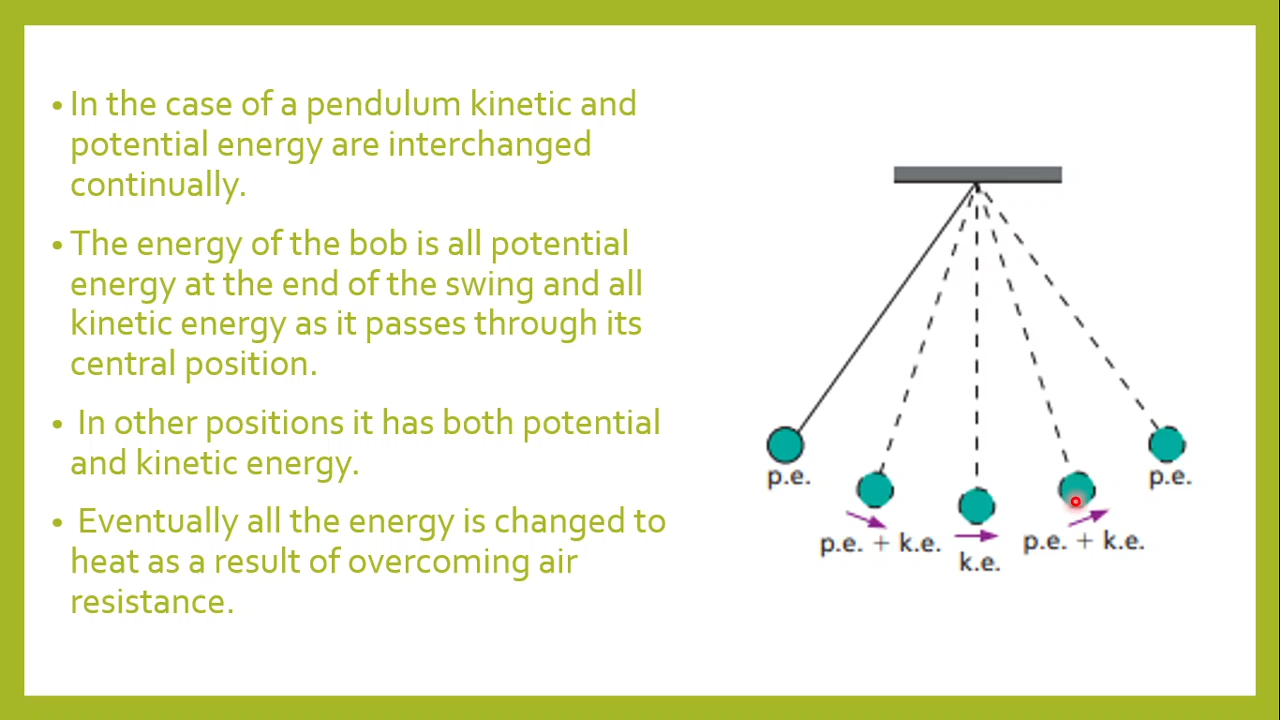 • In the case of a pendulum kinetic and
potential energy are interchanged
continually.
• The energy of the bob is all potential
energy at the end of the swing and all
kinetic energy as it passes through its
central position.
• In other positions it has both potential
and kinetic energy.
• Eventually all the energy is changed to
heat as a result of overcoming air
resistance.
p.e.
p.e. + k.e.
k.e.
p.e. + k.e.
p.e.